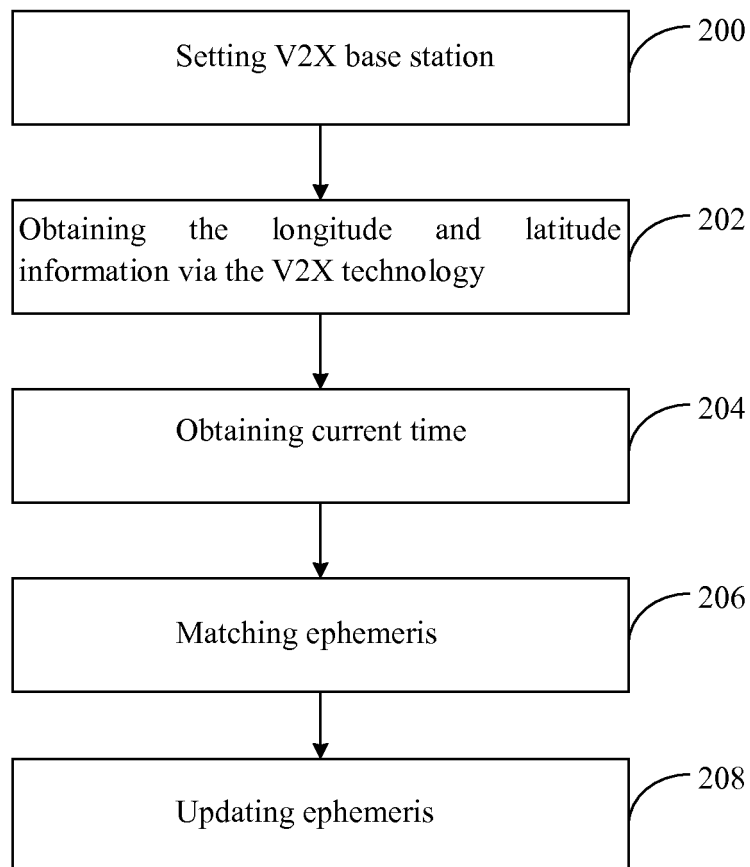 Setting V2X base station
200
Obtaining the longitude and latitude
information via the V2X technology
202
Obtaining current time
204
Matching ephemeris
206
Updating ephemeris
208